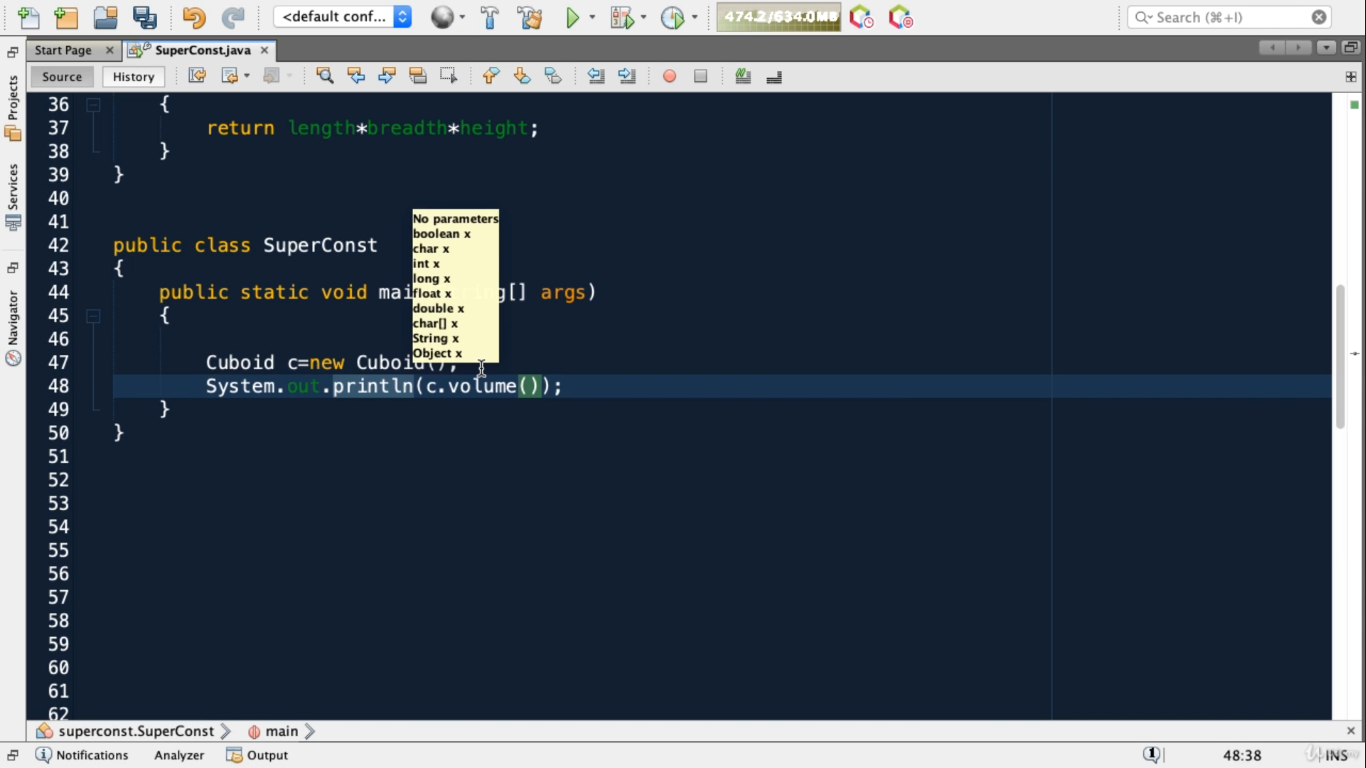 <default conf...
474.2/634.0MB
Search (⌘+I)
Start Page
SuperConst.java
Source
History
Projects
Services
Navigator
36 {
37 return length*breadth*height;
38 }
39 }
40
41
42 public class SuperConst
43 {
44 public static void mai ng[] args)
45 {
46
47 Cuboid c=new Cuboid();
48 System.out.println(c.volume());
49 }
50 }
51
52
53
54
55
56
57
58
59
60
61
62
No parameters
boolean x
char x
int x
long x
float x
double x
char[] x
String x
Object x
superconst.SuperConst
main
Notifications
Analyzer
Output
1
48:38
INS